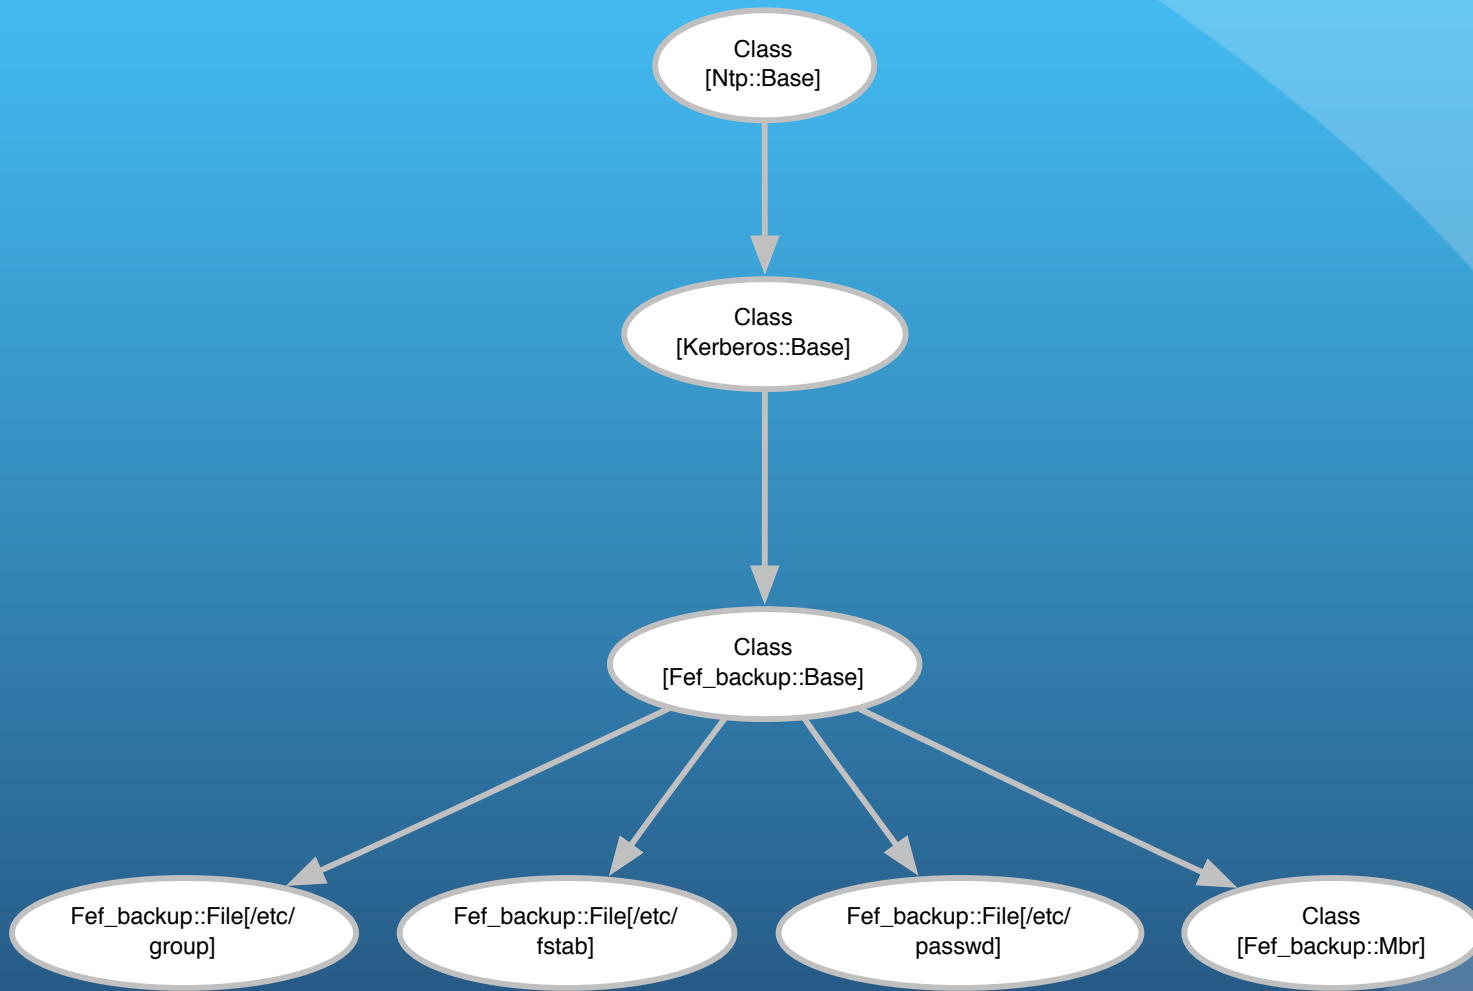 Class
[Ntp::Base]
Class
[Kerberos::Base]
Class
[Fef_backup::Base]
Fef_backup::File[/etc/
group]
Fef_backup::File[/etc/
fstab]
Fef_backup::File[/etc/
passwd]
Class
[Fef_backup::Mbr]